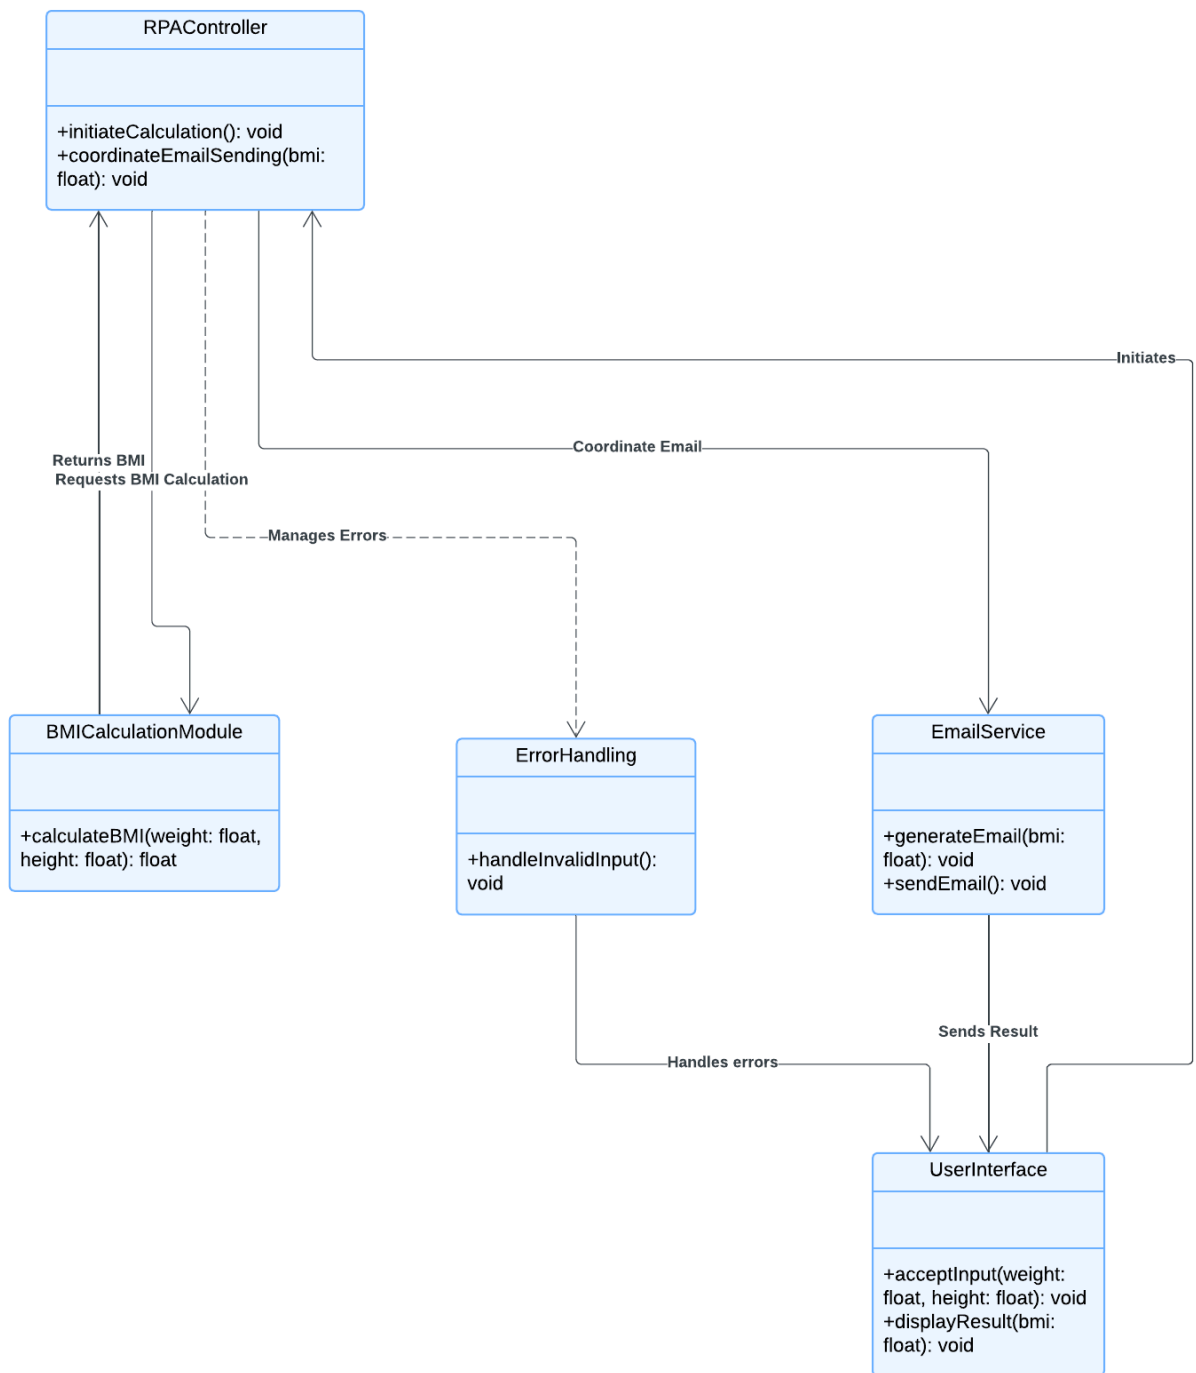 RPAController
+initiateCalculation(): void
+coordinateEmailSending(bmi:
float): void
Initiates
Coordinate Email
Returns BMI
Requests BMI Calculation
Manages Errors
BMICalculationModule
+calculateBMI(weight: float,
height: float): float
ErrorHandling
+handleInvalidInput():
void
EmailService
+generateEmail(bmi:
float): void
+sendEmail(): void
Sends Result
Handles errors
UserInterface
+acceptInput(weight:
float, height: float): void
+displayResult(bmi:
float): void